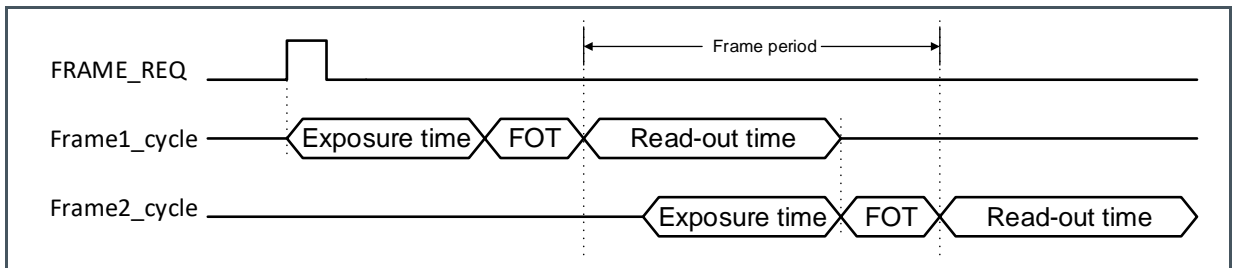 Frame period
FRAME_REQ
Frame1_cycle Exposure time FOT Read-out time
Frame2_cycle Exposure time FOT Read-out time